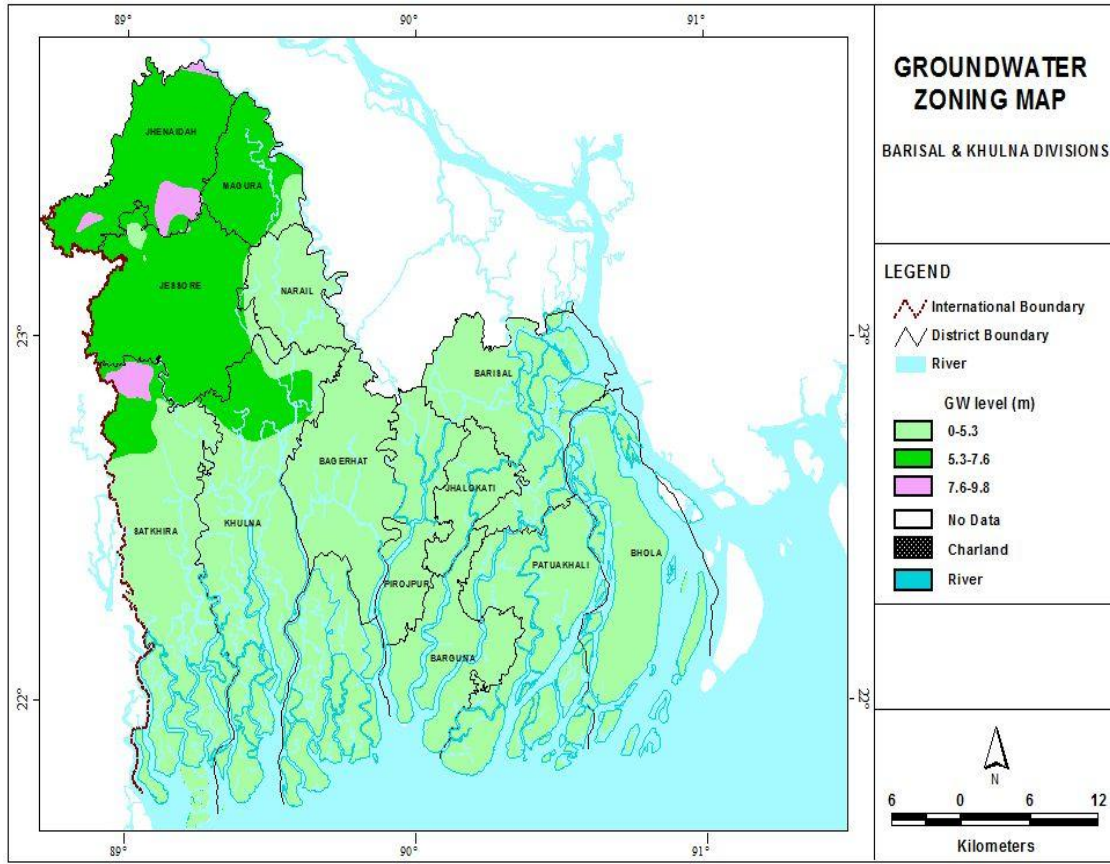 89°
90°
91°
GROUNDWATER
ZONING MAP
BARISAL & KHULNA DIVISIONS
JHENAIDAH
MAGURA
JESSORE
NARAIL
23°
23°
BARISAL
BAGERHAT
JHALOKATI
SATKHIRA
KHULNA
PIROJPUR
PATUAKHALI
BHOLA
BARGUNA
22°
22°
89°
90°
91°
LEGEND
International Boundary
District Boundary
River
GW level (m)
0-5.3
5.3-7.6
7.6-9.8
No Data
Charland
River
N
6 0 6 12
Kilometers